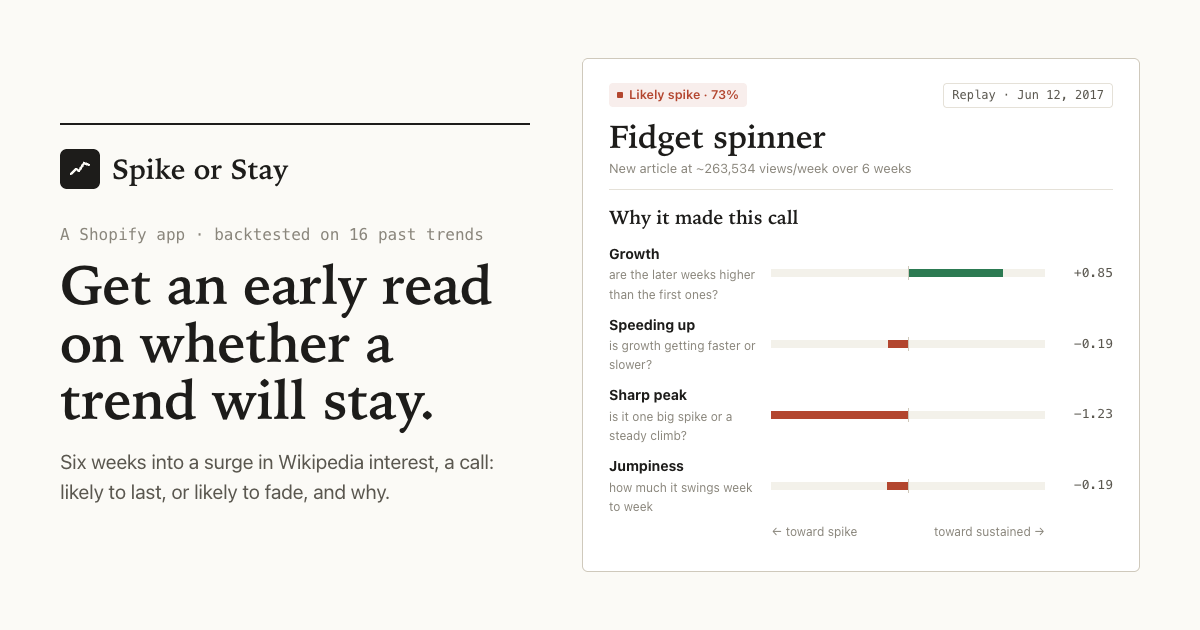 Spike or Stay
A Shopify app · backtested on 16 past trends
Get an early read
on whether a
trend will stay.
Six weeks into a surge in Wikipedia interest, a call:
likely to last, or likely to fade, and why.
Likely spike · 73%
Replay · Jun 12, 2017
Fidget spinner
New article at ~263,534 views/week over 6 weeks
Why it made this call
Growth
are the later weeks higher
than the first ones?
+0.85
Speeding up
is growth getting faster or
slower?
−0.19
Sharp peak
is it one big spike or a
steady climb?
−1.23
Jumpiness
how much it swings week
to week
−0.19
← toward spike
toward sustained →